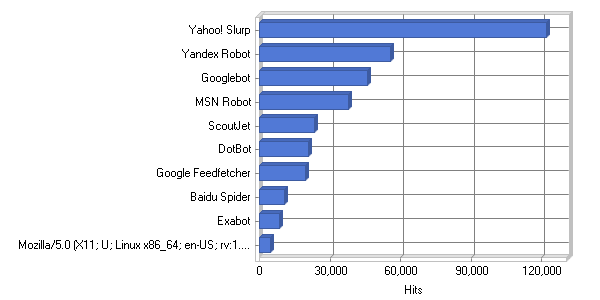 Yahoo! Slurp
Yandex Robot
Googlebot
MSN Robot
ScoutJet
DotBot
Google Feedfetcher
Baidu Spider
Exabot
Mozilla/5.0 (X11; U; Linux x86_64; en-US; rv:1....
0 30,000 60,000 90,000 120,000
Hits